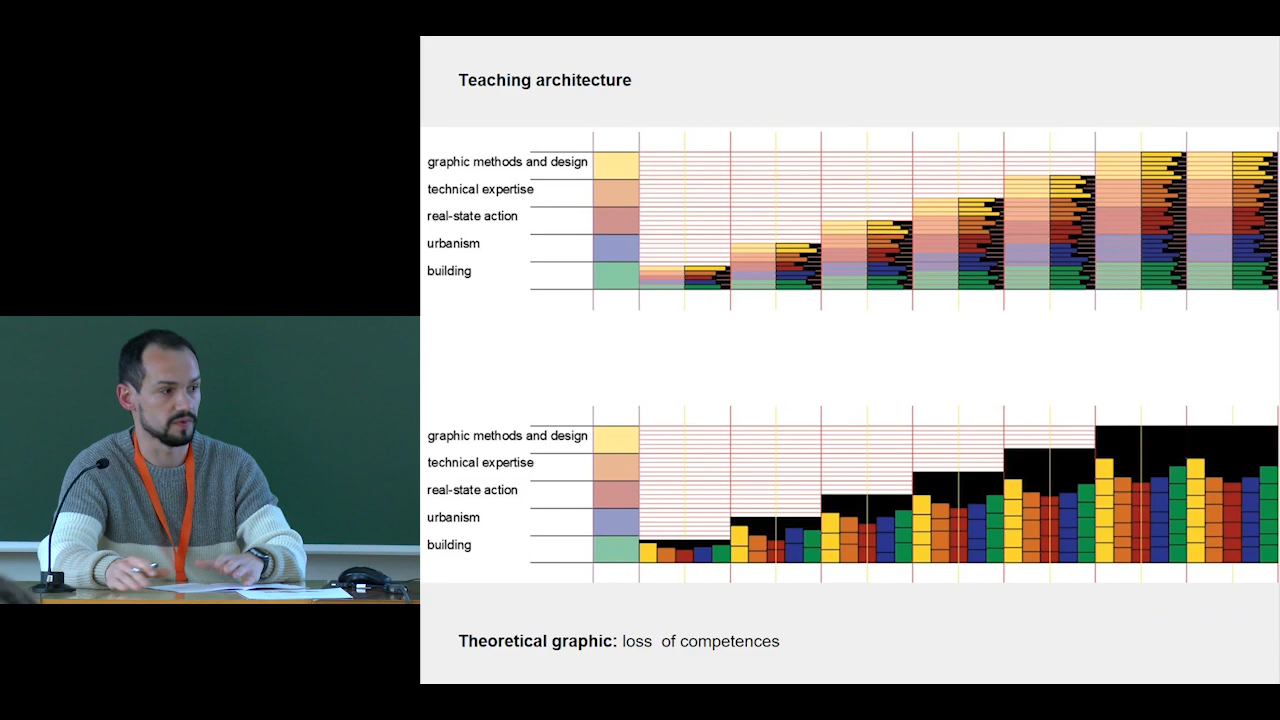 Teaching architecture
graphic methods and design
technical expertise
real-state action
urbanism
building
graphic methods and design
technical expertise
real-state action
urbanism
building
Theoretical graphic: loss of competences